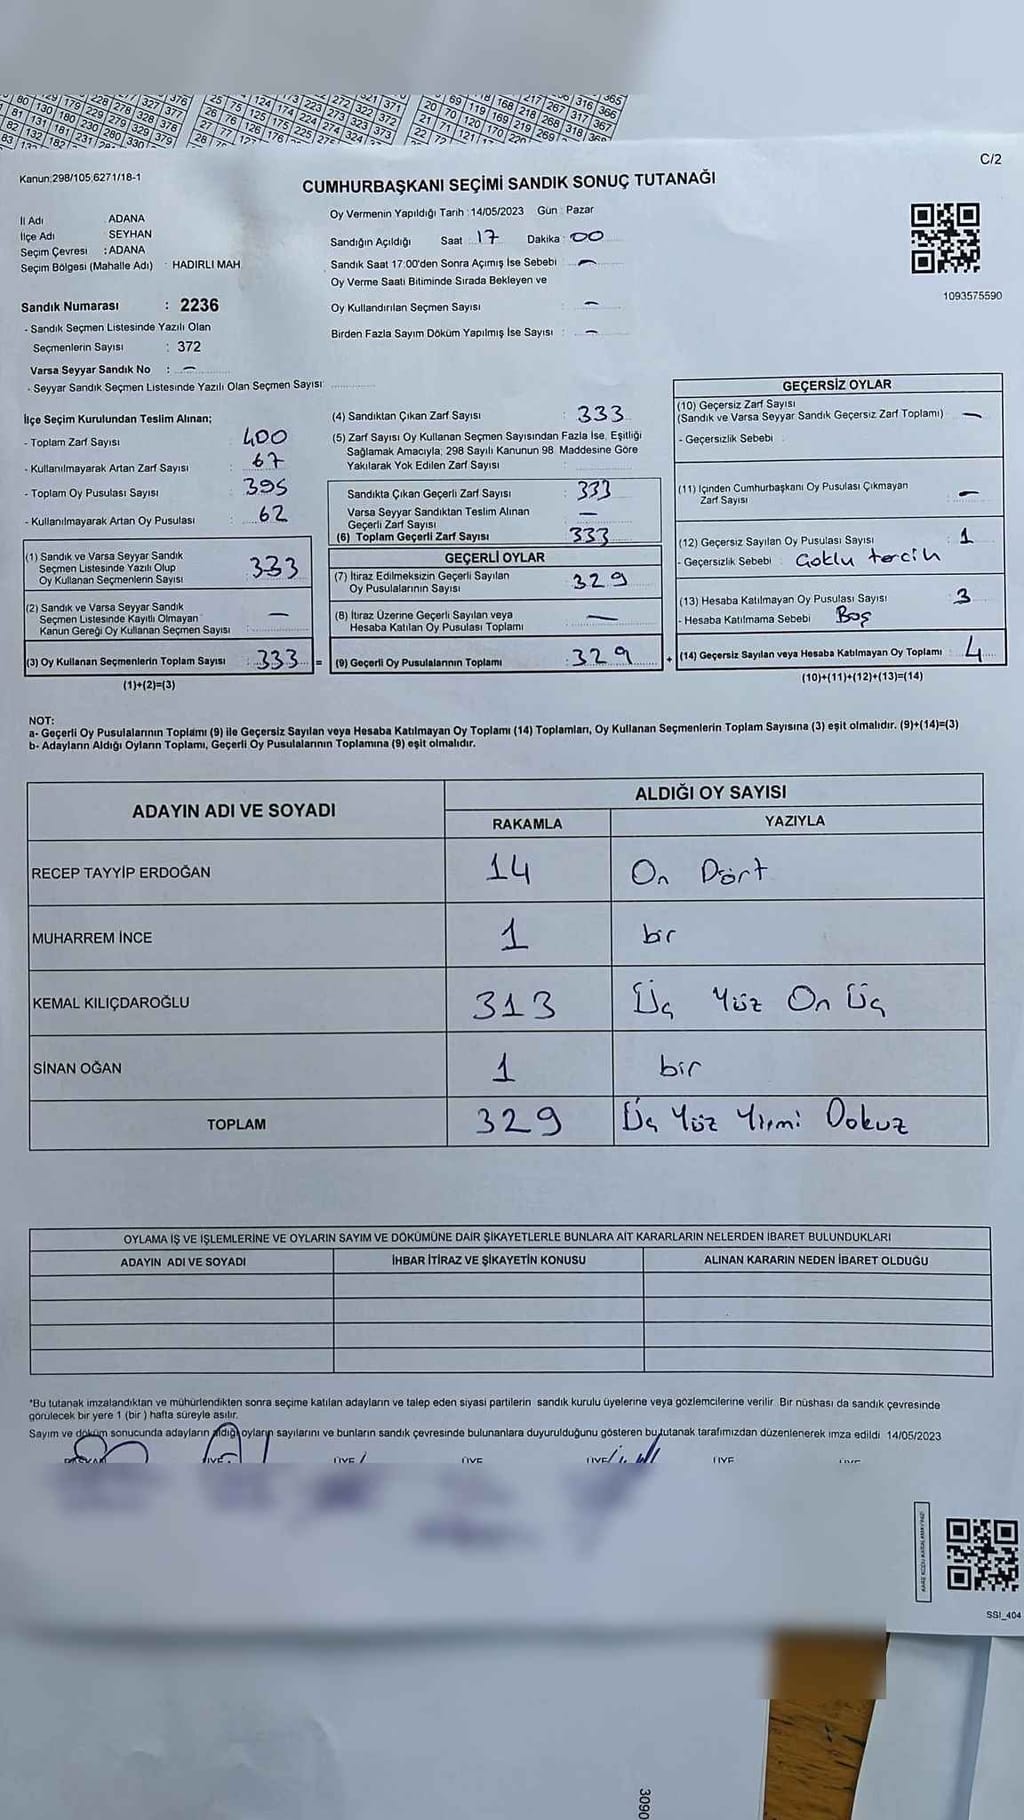 C/2
Kanun:298/105,6271/18-1
CUMHURBAŞKANI SEÇİMİ SANDIK SONUÇ TUTANAĞI
İl Adı ADANA
İlçe Adı SEYHAN
Seçim Çevresi : ADANA
Seçim Bölgesi (Mahalle Adı) : HADIRLI MAH
Oy Vermenin Yapıldığı Tarih : 14/05/2023 Gün : Pazar
Sandığın Açıldığı Saat : 17 Dakika : 00
Sandık Saat 17:00'den Sonra Açımış İse Sebebi : -
Oy Verme Saati Bitiminde Sırada Bekleyen ve
Oy Kullandırılan Seçmen Sayısı : -
Birden Fazla Sayım Döküm Yapılmış İse Sayısı : -
1093575590
Sandık Numarası : 2236
- Sandık Seçmen Listesinde Yazılı Olan
Seçmenlerin Sayısı : 372
Varsa Seyyar Sandık No : -
- Seyyar Sandık Seçmen Listesinde Yazılı Olan Seçmen Sayısı
İlçe Seçim Kurulundan Teslim Alınan;
- Toplam Zarf Sayısı : 400
- Kullanılmayarak Artan Zarf Sayısı : 67
- Toplam Oy Pusulası Sayısı : 395
- Kullanılmayarak Artan Oy Pusulası : 62
(1) Sandık ve Varsa Seyyar Sandık
Seçmen Listesinde Yazılı Olup
Oy Kullanan Seçmenlerin Sayısı 333
(2) Sandık ve Varsa Seyyar Sandık
Seçmen Listesinde Kayıtlı Olmayan
Kanun Gereği Oy Kullanan Seçmen Sayısı -
(3) Oy Kullanan Seçmenlerin Toplam Sayısı : 333 =
(1)+(2)=(3)
(4) Sandıktan Çıkan Zarf Sayısı : 333
(5) Zarf Sayısı Oy Kullanan Seçmen Sayısından Fazla İse, Eşitliği
Sağlamak Amacıyla; 298 Sayılı Kanunun 98. Maddesine Göre
Yakılarak Yok Edilen Zarf Sayısı
Sandıkta Çıkan Geçerli Zarf Sayısı : 333
Varsa Seyyar Sandıktan Teslim Alınan
Geçerli Zarf Sayısı -
(6) Toplam Geçerli Zarf Sayısı 333
GEÇERLİ OYLAR
(7) İtiraz Edilmeksizin Geçerli Sayılan
Oy Pusulalarının Sayısı 329
(8) İtiraz Üzerine Geçerli Sayılan veya
Hesaba Katılan Oy Pusulası Toplamı -
(9) Geçerli Oy Pusulalarının Toplamı : 329 +
GEÇERSİZ OYLAR
(10) Geçersiz Zarf Sayısı
(Sandık ve Varsa Seyyar Sandık Geçersiz Zarf Toplamı) -
- Geçersizlik Sebebi
(11) İçinden Cumhurbaşkanı Oy Pusulası Çıkmayan
Zarf Sayısı -
(12) Geçersiz Sayılan Oy Pusulası Sayısı : 1
- Geçersizlik Sebebi : Çoklu tercih
(13) Hesaba Katılmayan Oy Pusulası Sayısı : 3
- Hesaba Katılmama Sebebi : Boş
(14) Geçersiz Sayılan veya Hesaba Katılmayan Oy Toplamı : 4
(10)+(11)+(12)+(13)=(14)
NOT:
a- Geçerli Oy Pusulalarının Toplamı (9) ile Geçersiz Sayılan veya Hesaba Katılmayan Oy Toplamı (14) Toplamları, Oy Kullanan Seçmenlerin Toplam Sayısına (3) eşit olmalıdır. (9)+(14)=(3)
b- Adayların Aldığı Oyların Toplamı, Geçerli Oy Pusulalarının Toplamına (9) eşit olmalıdır.
ADAYIN ADI VE SOYADI
ALDIĞI OY SAYISI
RAKAMLA YAZIYLA
RECEP TAYYİP ERDOĞAN 14 On Dört
MUHARREM İNCE 1 bir
KEMAL KILIÇDAROĞLU 313 Üç Yüz On Üç
SİNAN OĞAN 1 bir
TOPLAM 329 Üç Yüz Yirmi Dokuz
OYLAMA İŞ VE İŞLEMLERİNE VE OYLARIN SAYIM VE DÖKÜMÜNE DAİR ŞİKAYETLERLE BUNLARA AİT KARARLARIN NELERDEN İBARET BULUNDUKLARI
ADAYIN ADI VE SOYADI İHBAR İTİRAZ VE ŞİKAYETİN KONUSU ALINAN KARARIN NEDEN İBARET OLDUĞU
*Bu tutanak imzalandıktan ve mühürlendikten sonra seçime katılan adayların ve talep eden siyasi partilerin sandık kurulu üyelerine veya gözlemcilerine verilir. Bir nüshası da sandık çevresinde
görülecek bir yere 1 (bir) hafta süreyle asılır.
Sayım ve döküm sonucunda adayların aldığı oyların sayılarını ve bunların sandık çevresinde bulunanlara duyurulduğunu gösteren bu tutanak tarafımızdan düzenlenerek imza edildi 14/05/2023
ÜYE ÜYE ÜYE ÜYE ÜYE
SSI_404
3090